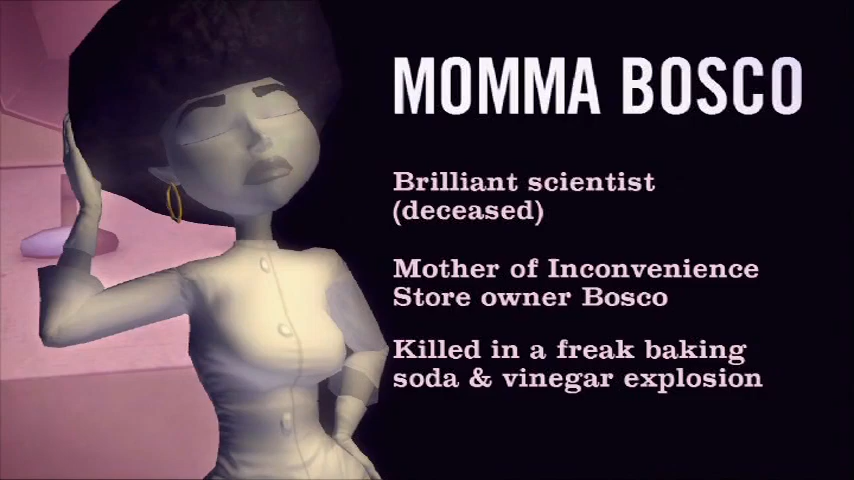 MOMMA BOSCO
Brilliant scientist
(deceased)
Mother of Inconvenience
Store owner Bosco
Killed in a freak baking
soda & vinegar explosion